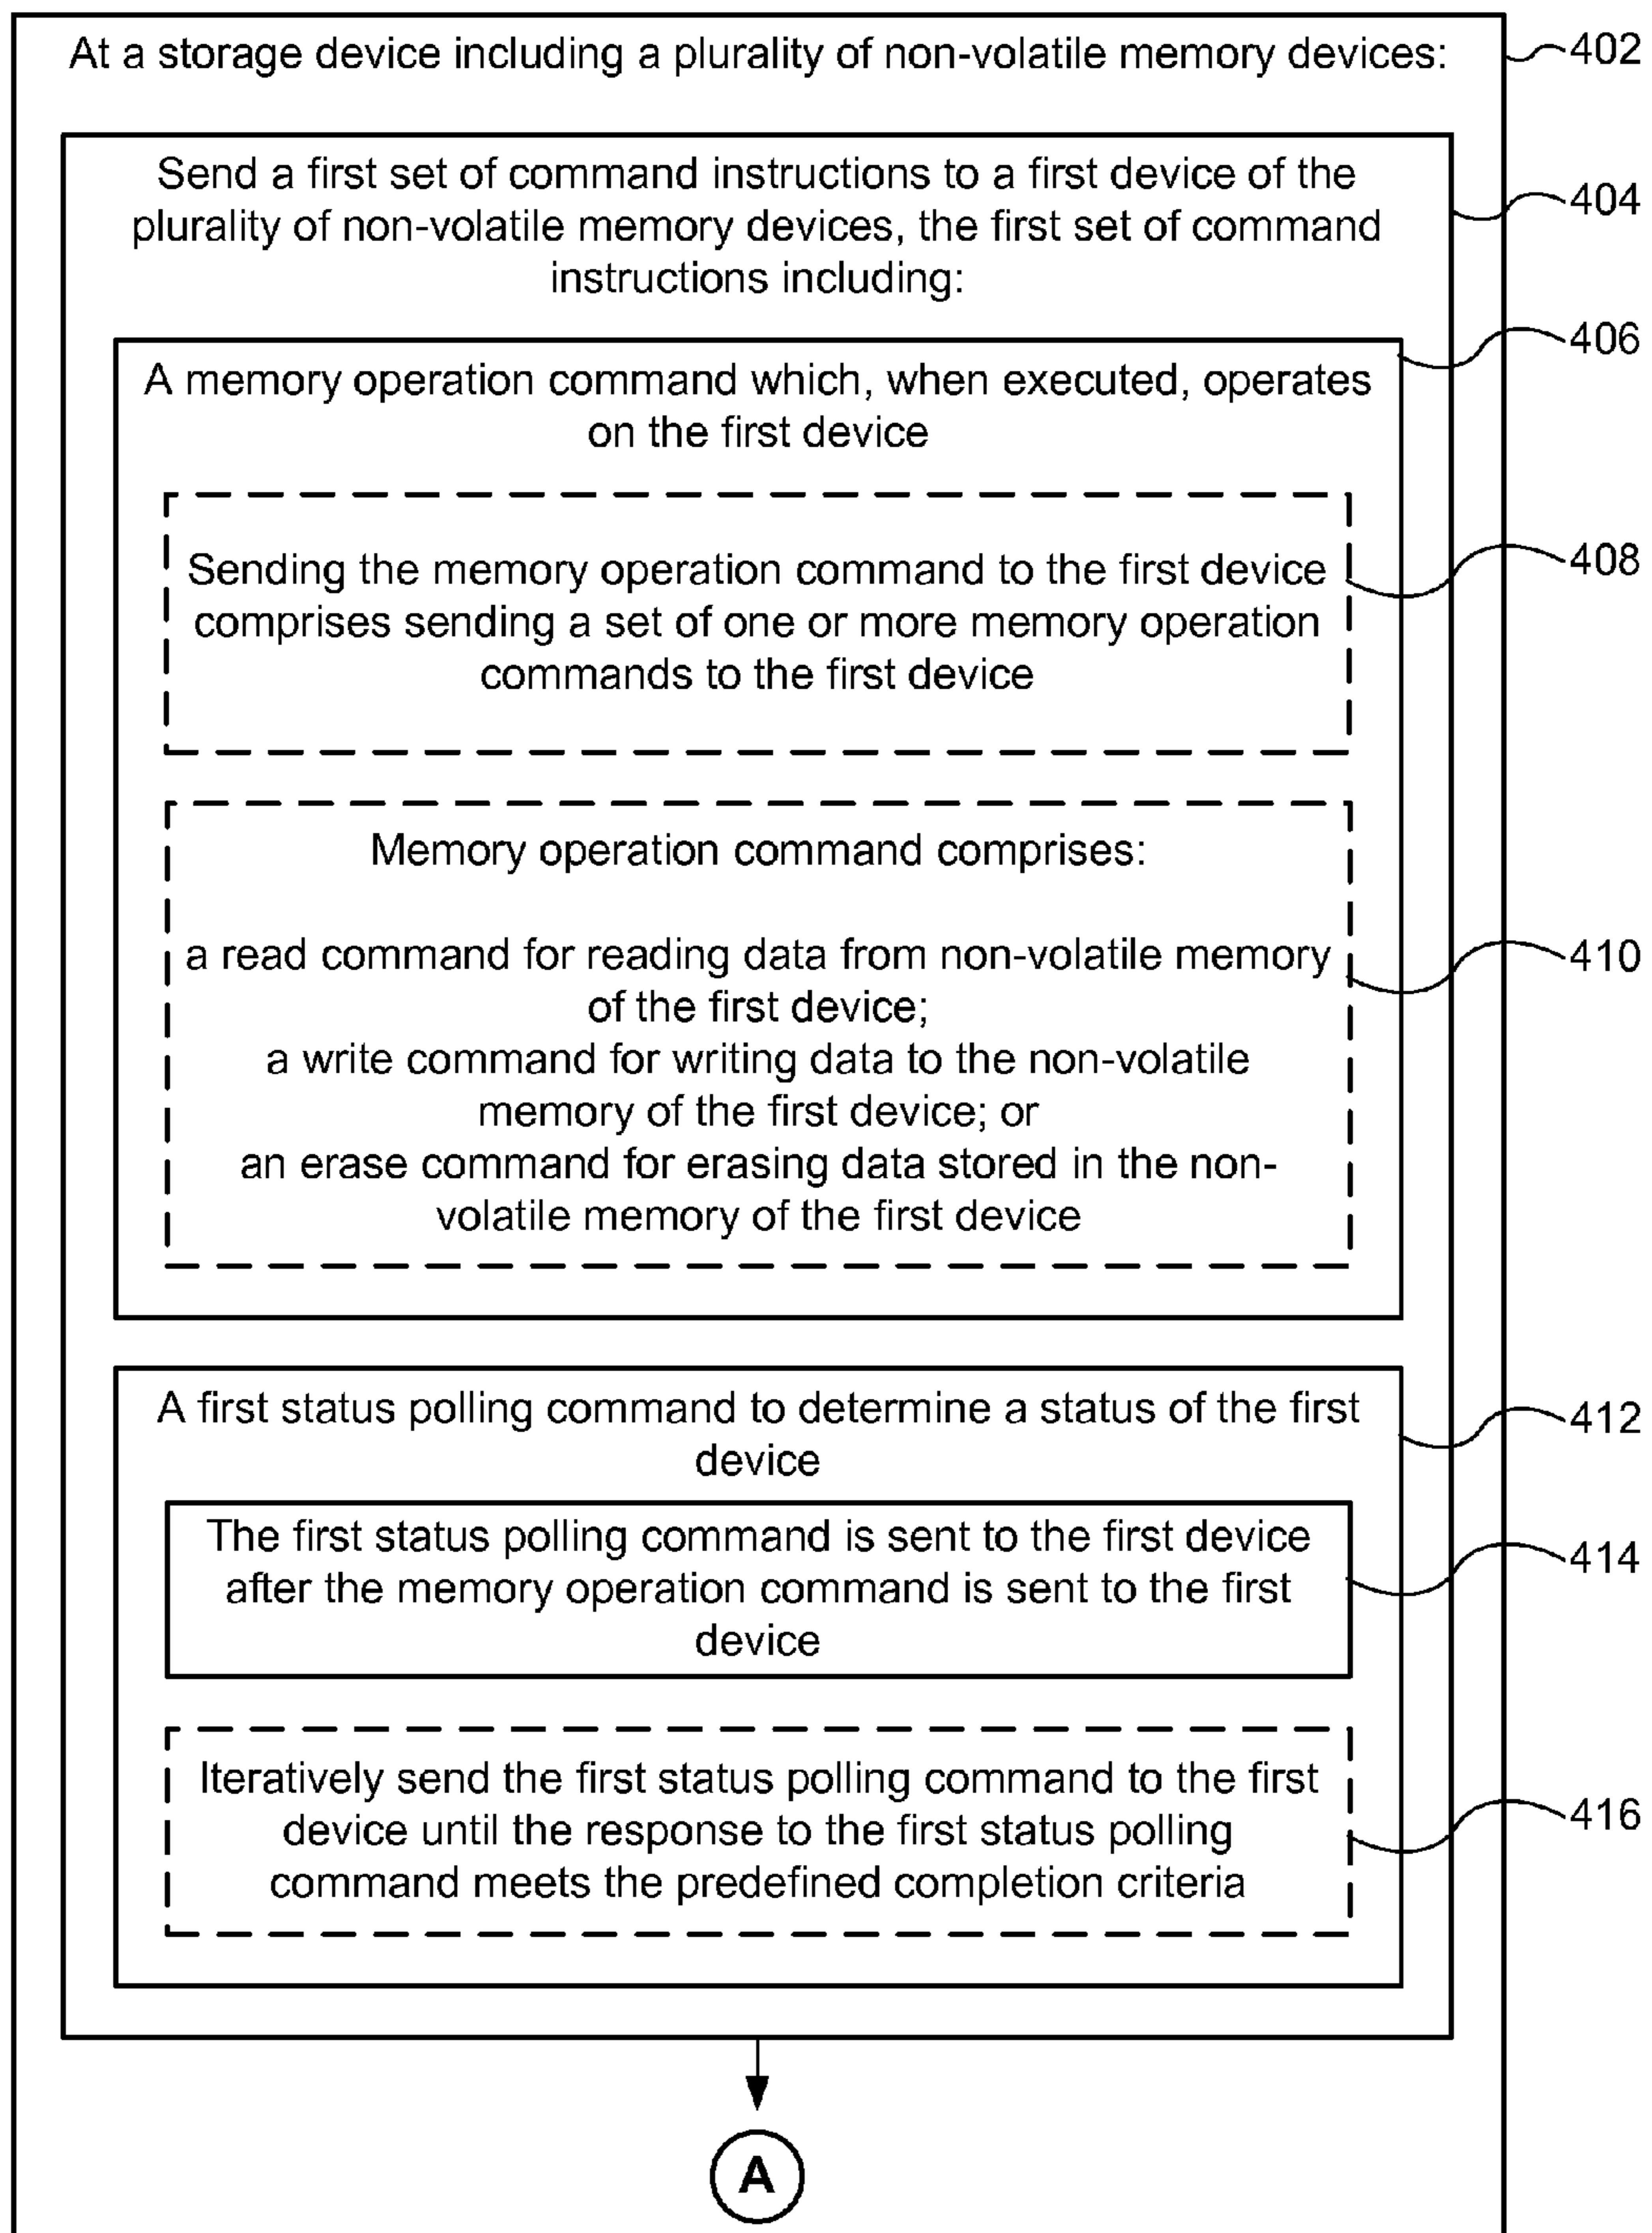 At a storage device including a plurality of non-volatile memory devices:
402
Send a first set of command instructions to a first device of the
plurality of non-volatile memory devices, the first set of command
instructions including:
404
A memory operation command which, when executed, operates
on the first device
406
Sending the memory operation command to the first device
comprises sending a set of one or more memory operation
commands to the first device
408
Memory operation command comprises:
a read command for reading data from non-volatile memory
of the first device;
a write command for writing data to the non-volatile
memory of the first device; or
an erase command for erasing data stored in the non-
volatile memory of the first device
410
A first status polling command to determine a status of the first
device
412
The first status polling command is sent to the first device
after the memory operation command is sent to the first
device
414
Iteratively send the first status polling command to the first
device until the response to the first status polling
command meets the predefined completion criteria
416
A